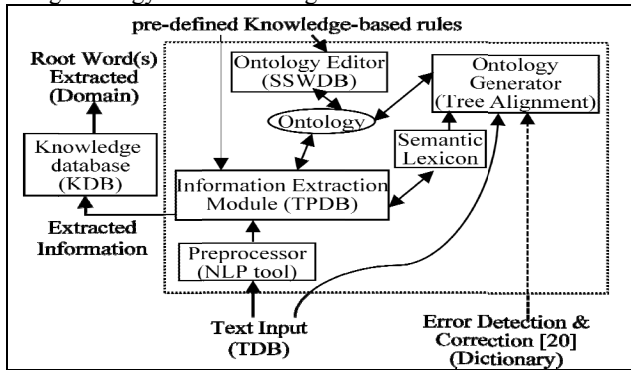 pre-defined Knowledge-based rules
Root Word(s)
Extracted
(Domain)
Ontology Editor
(SSWDB)
Ontology
Generator
(Tree Alignment)
Ontology
Knowledge
database
(KDB)
Semantic
Lexicon
Information Extraction
Module (TPDB)
Extracted
Information
Preprocessor
(NLP tool)
Text Input
(TDB)
Error Detection &
Correction [20]
(Dictionary)